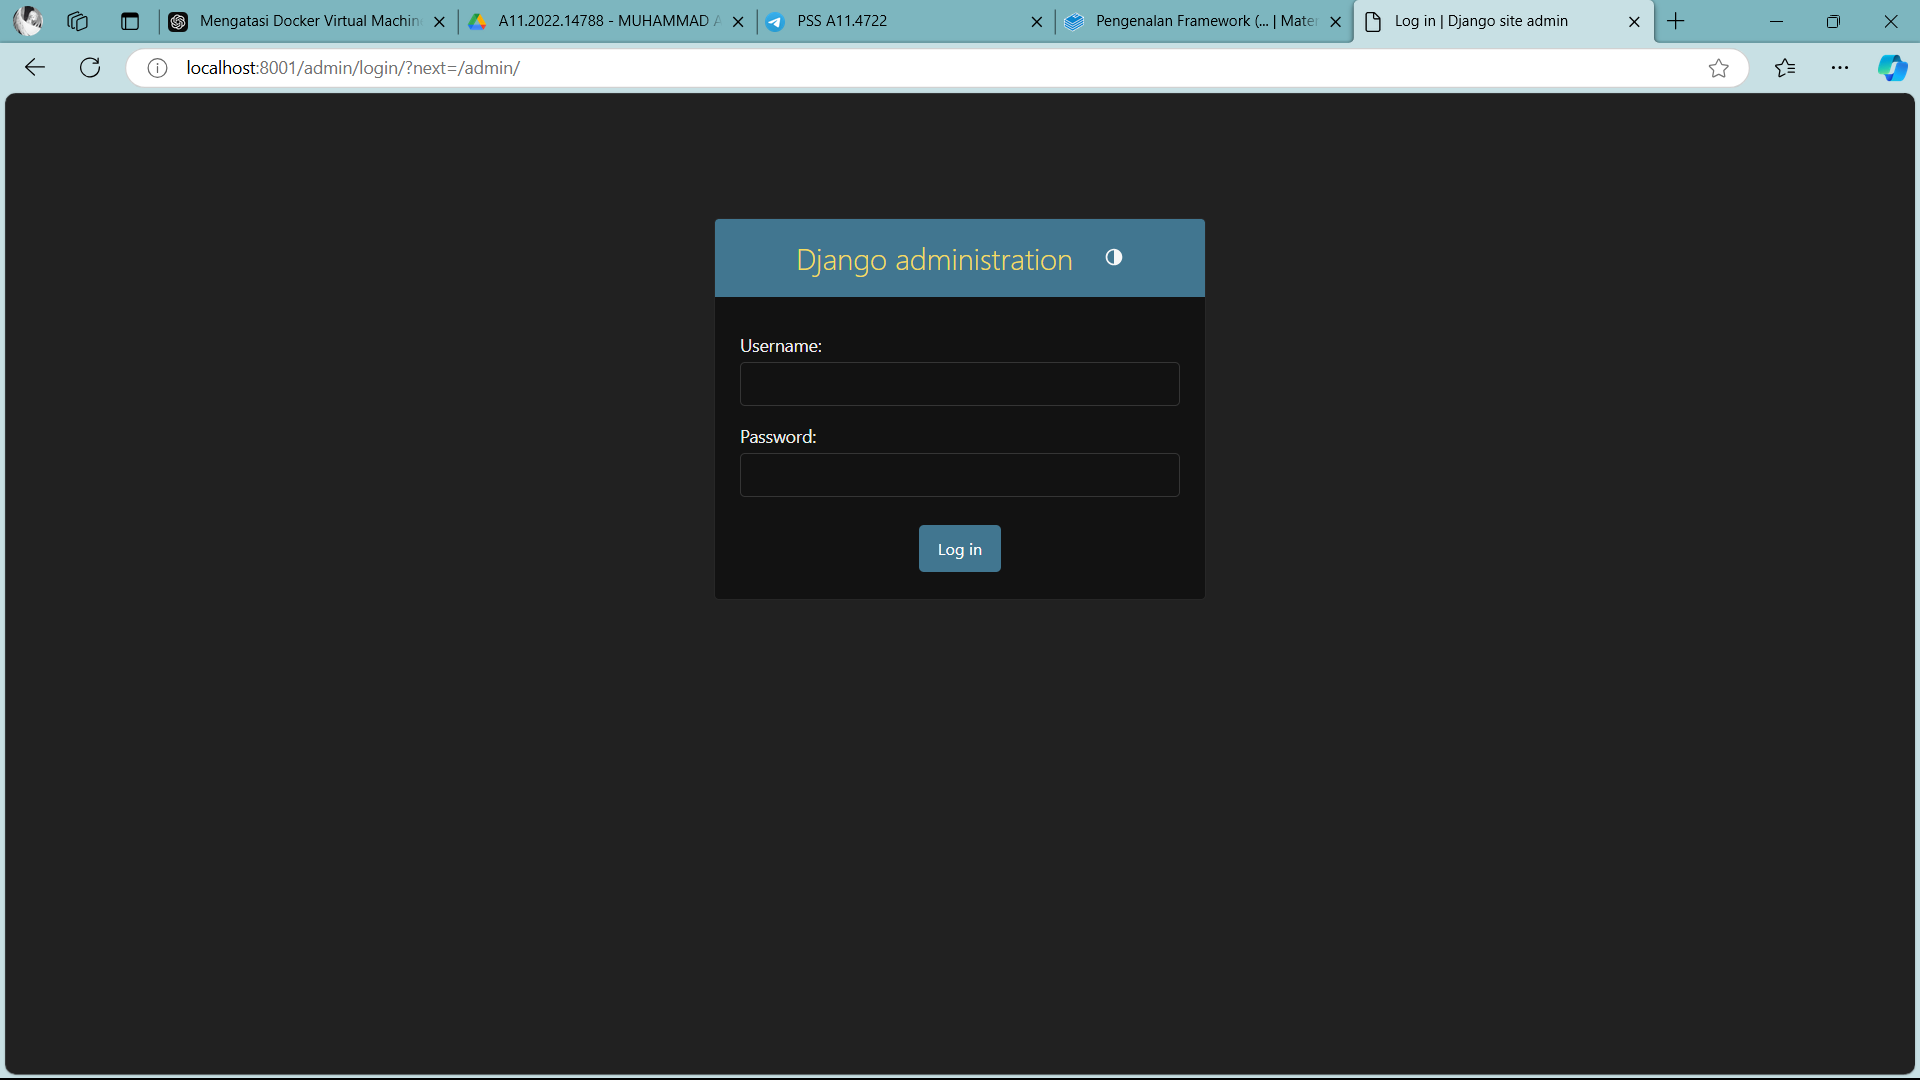 Mengatasi Docker Virtual Machin
A11.2022.14788 - MUHAMMAD A
PSS A11.4722
Pengenalan Framework (... | Mater
Log in | Django site admin
localhost:8001/admin/login/?next=/admin/
Django administration
Username:
Password:
Log in